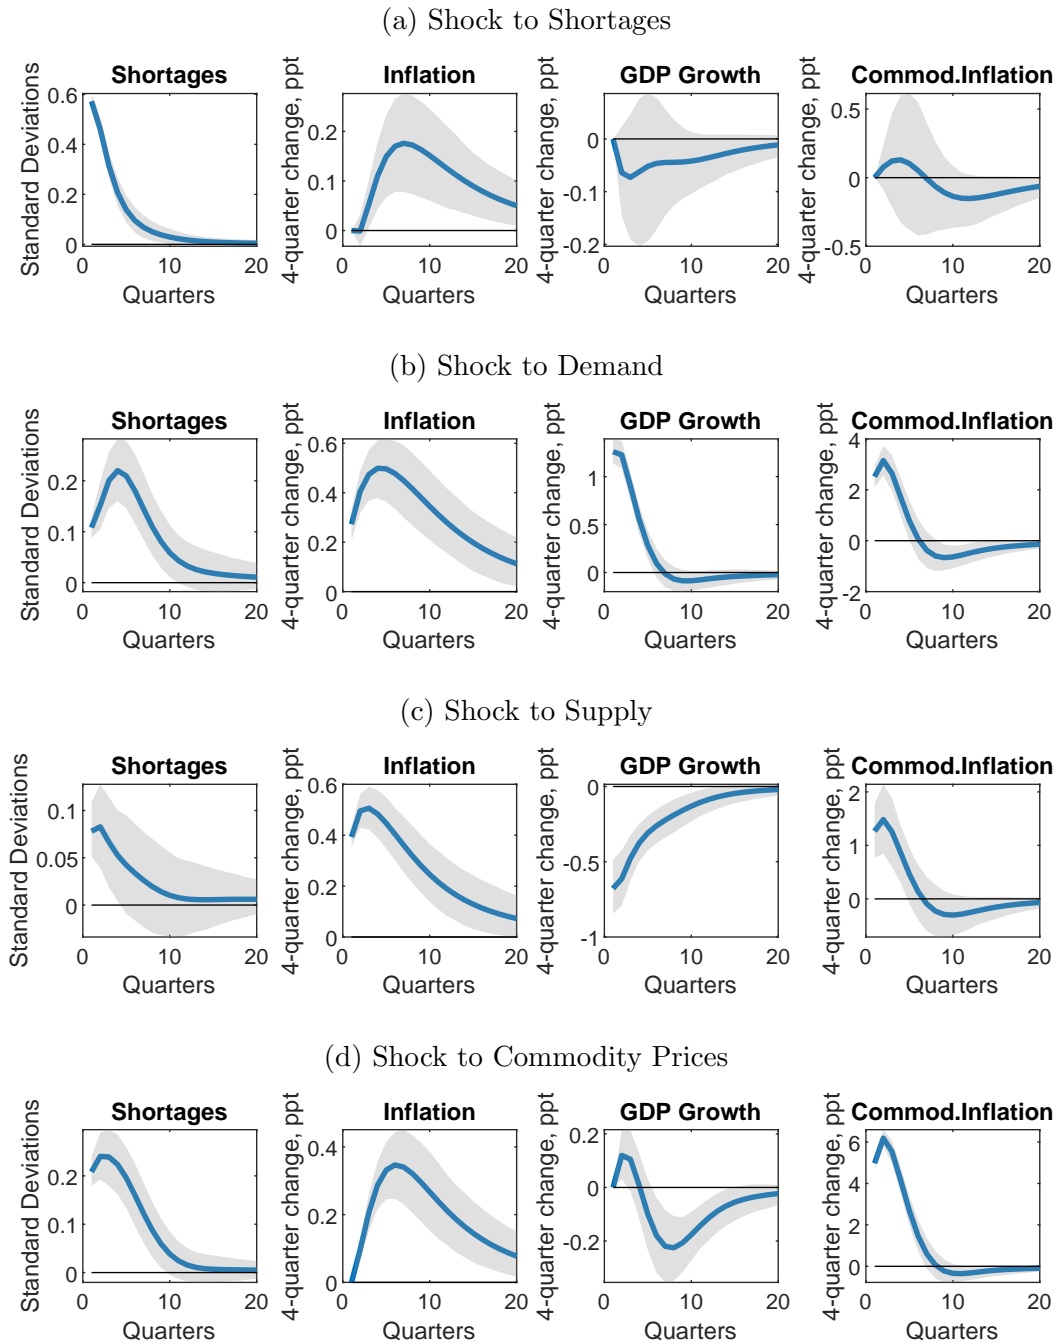 (a) Shock to Shortages
Shortages Inflation GDP Growth Commod.Inflation
Standard Deviations
0.6
0.4
0.2
0
0 10 20
Quarters
4-quarter change, ppt
0.2
0.1
0
0 10 20
Quarters
4-quarter change, ppt
0
-0.1
-0.2
0 10 20
Quarters
4-quarter change, ppt
0.5
0
-0.5
0 10 20
Quarters
(b) Shock to Demand
Shortages Inflation GDP Growth Commod.Inflation
Standard Deviations
0.2
0.1
0
0 10 20
Quarters
4-quarter change, ppt
0.6
0.4
0.2
0
0 10 20
Quarters
4-quarter change, ppt
1
0.5
0
0 10 20
Quarters
4-quarter change, ppt
4
2
0
-2
0 10 20
Quarters
(c) Shock to Supply
Shortages Inflation GDP Growth Commod.Inflation
Standard Deviations
0.1
0.05
0
0 10 20
Quarters
4-quarter change, ppt
0.6
0.4
0.2
0
0 10 20
Quarters
4-quarter change, ppt
0
-0.5
-1
0 10 20
Quarters
4-quarter change, ppt
2
1
0
0 10 20
Quarters
(d) Shock to Commodity Prices
Shortages Inflation GDP Growth Commod.Inflation
Standard Deviations
0.2
0.1
0
0 10 20
Quarters
4-quarter change, ppt
0.4
0.2
0
0 10 20
Quarters
4-quarter change, ppt
0.2
0
-0.2
0 10 20
Quarters
4-quarter change, ppt
6
4
2
0
0 10 20
Quarters